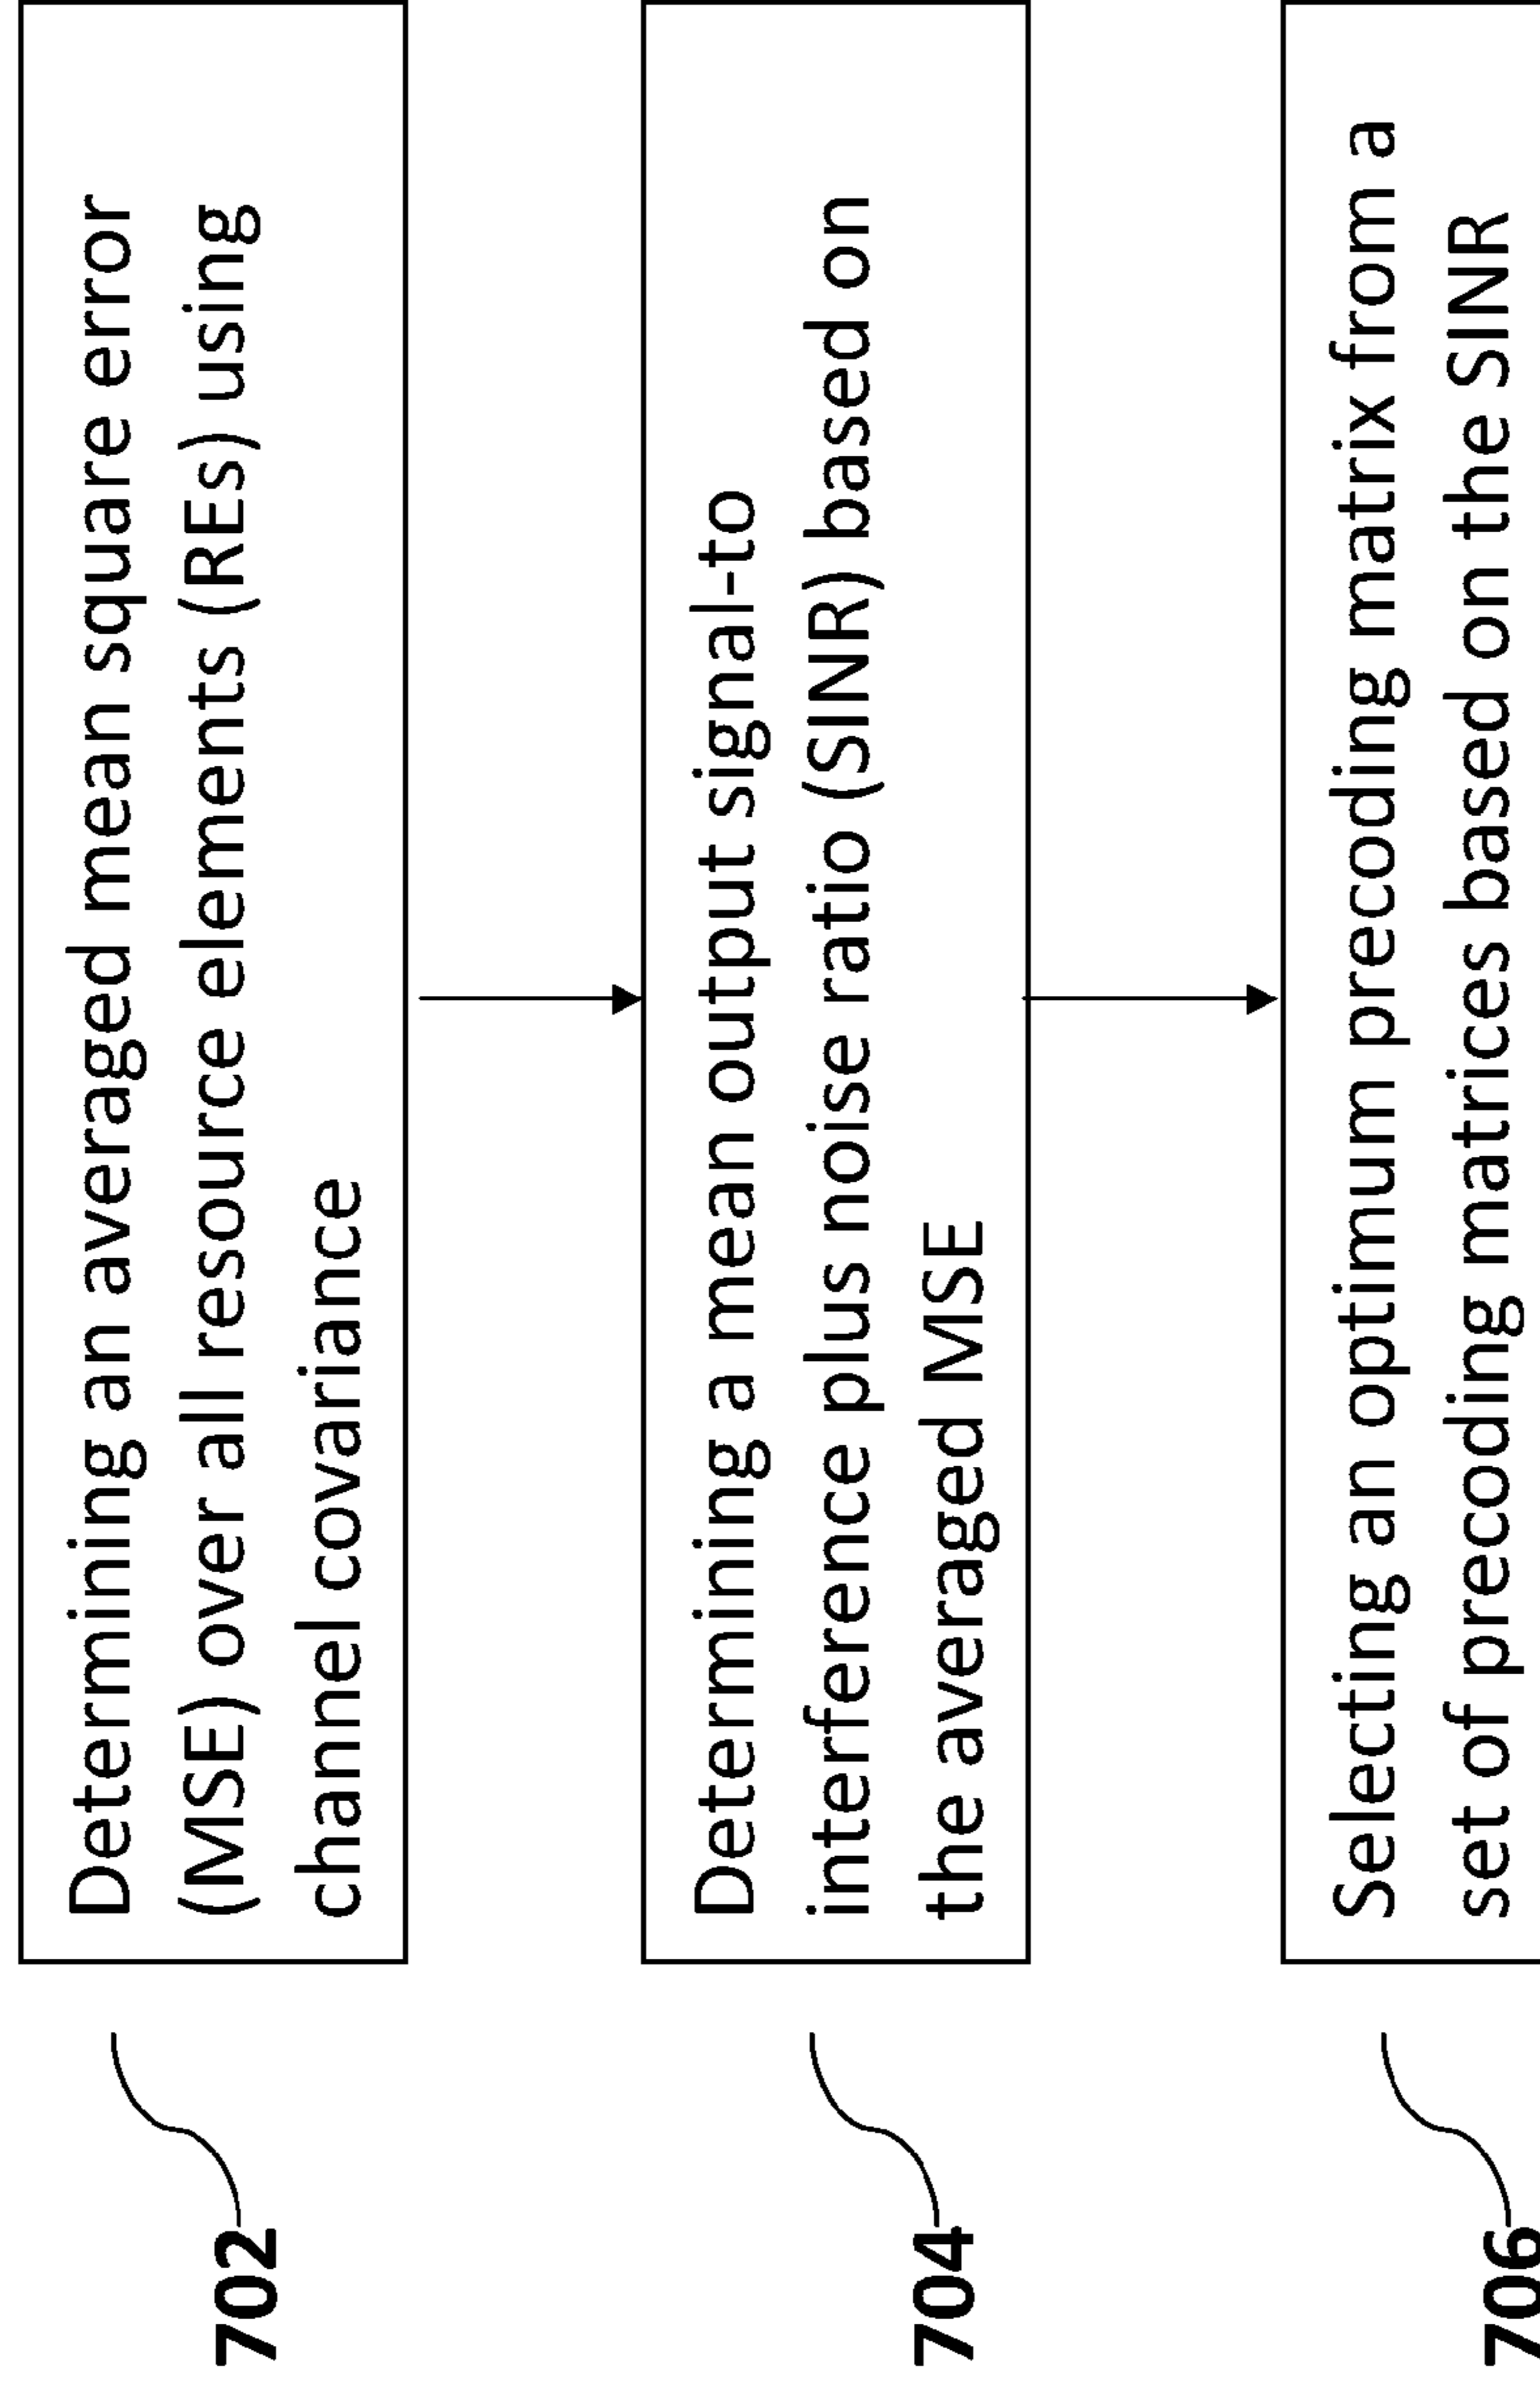 702
Determining an averaged mean square error
(MSE) over all resource elements (REs) using
channel covariance
704
Determining a mean output signal-to
interference plus noise ratio (SINR) based on
the averaged MSE
706
Selecting an optimum precoding matrix from a
set of precoding matrices based on the SINR